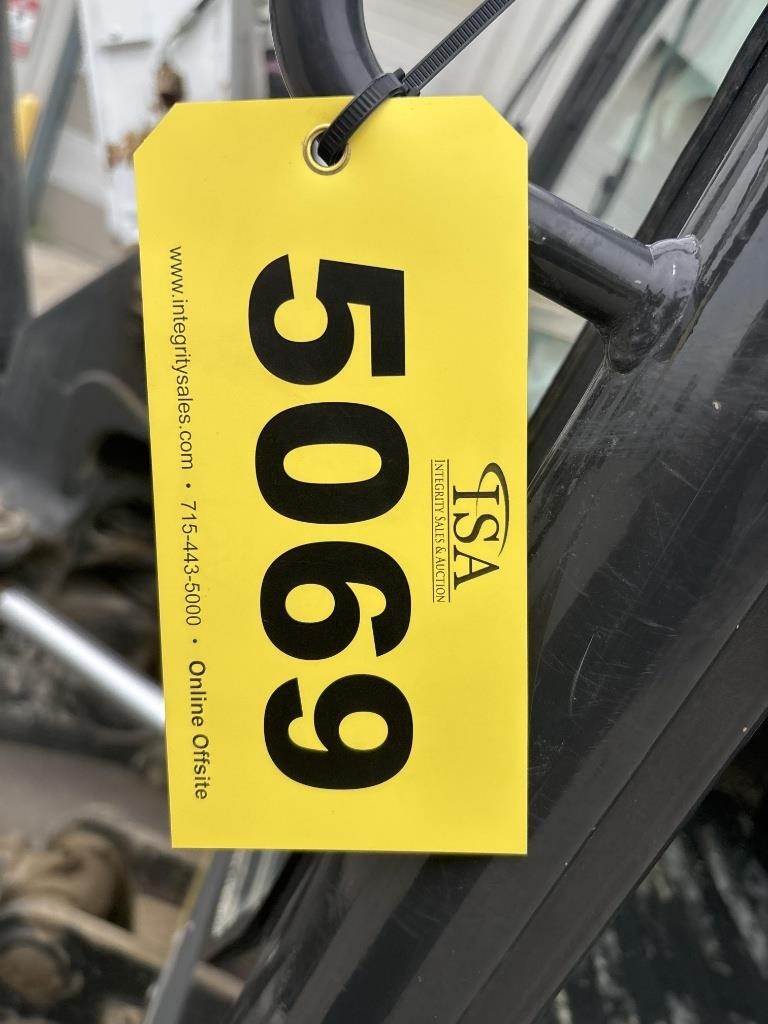 ISA
INTEGRITY SALES & AUCTION
5069
www.integritysales.com • 715-443-5000 • Online Offsite